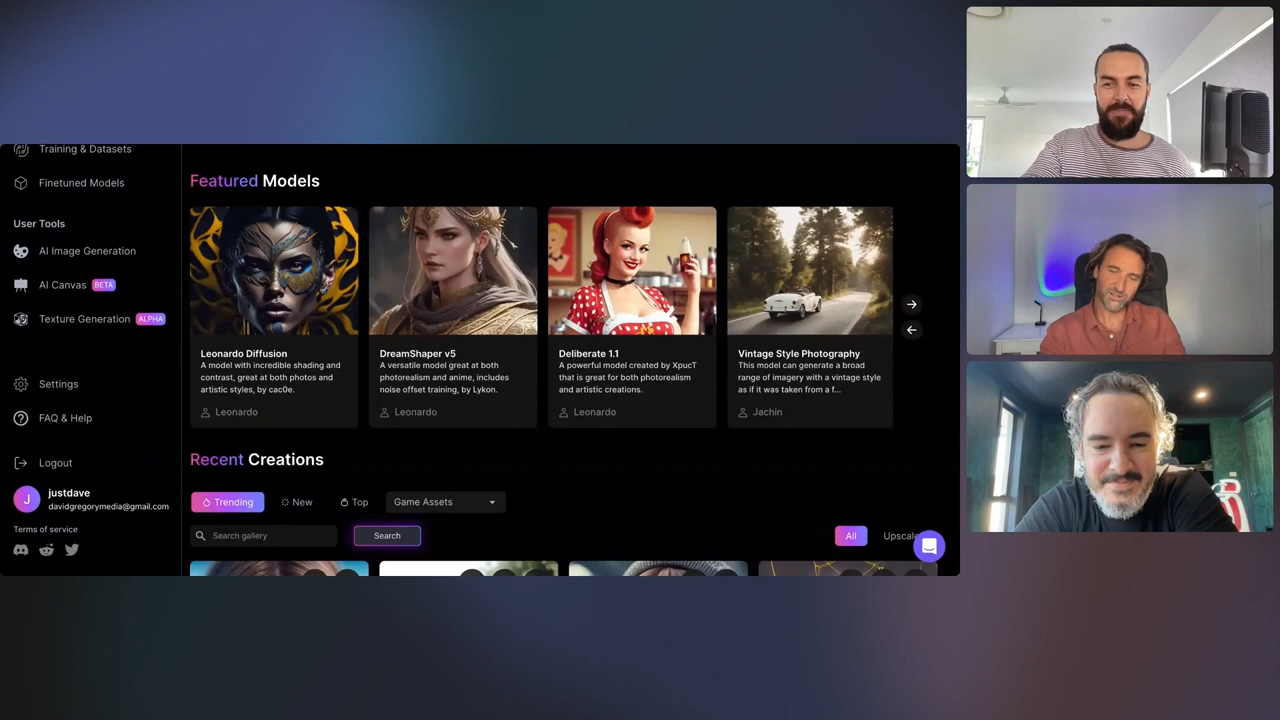 Training & Datasets
Finetuned Models
User Tools
AI Image Generation
AI Canvas BETA
Texture Generation ALPHA
Settings
FAQ & Help
Logout
J
justdave
davidgregorymedia@gmail.com
Terms of service
Featured Models
Leonardo Diffusion
A model with incredible shading and
contrast, great at both photos and
artistic styles, by cac0e.
Leonardo
DreamShaper v5
A versatile model great at both
photorealism and anime, includes
noise offset training, by Lykon.
Leonardo
Deliberate 1.1
A powerful model created by XpucT
that is great for both photorealism
and artistic creations.
Leonardo
Vintage Style Photography
This model can generate a broad
range of imagery with a vintage style
as if it was taken from a f...
Jachin
Recent Creations
Trending
New
Top
Game Assets
Search gallery
Search
All
Upscale